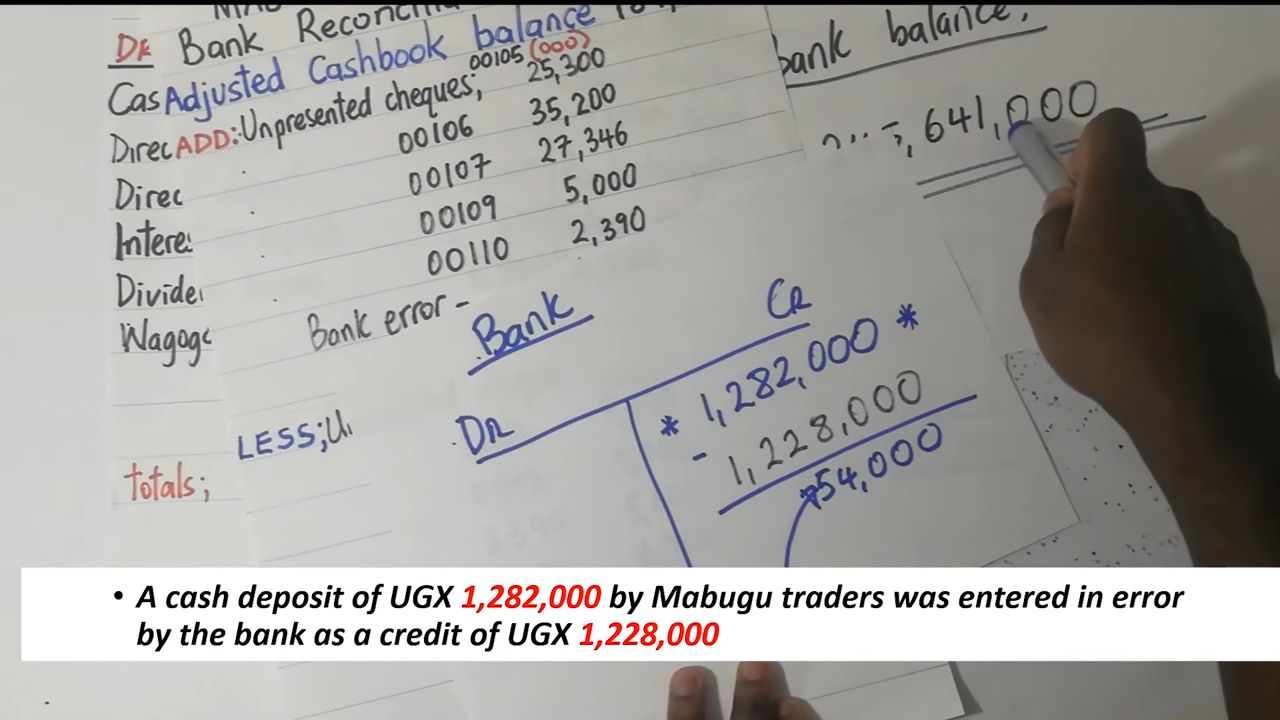 DR Bank Reconci
Adjusted Cashbook balance
Cas
00105 (000)
Direc ADD: Unpresented cheques; 25,300
00106 35,200
Direc 00107 27,346
Intere 00109 5,000
Divide 00110 2,390
Wagog Bank error -
LESS;
totals;
bank balance.
,641,000
Bank
DR CR
* 1,282,000 *
- 1,228,000
54,000
• A cash deposit of UGX 1,282,000 by Mabugu traders was entered in error
by the bank as a credit of UGX 1,228,000